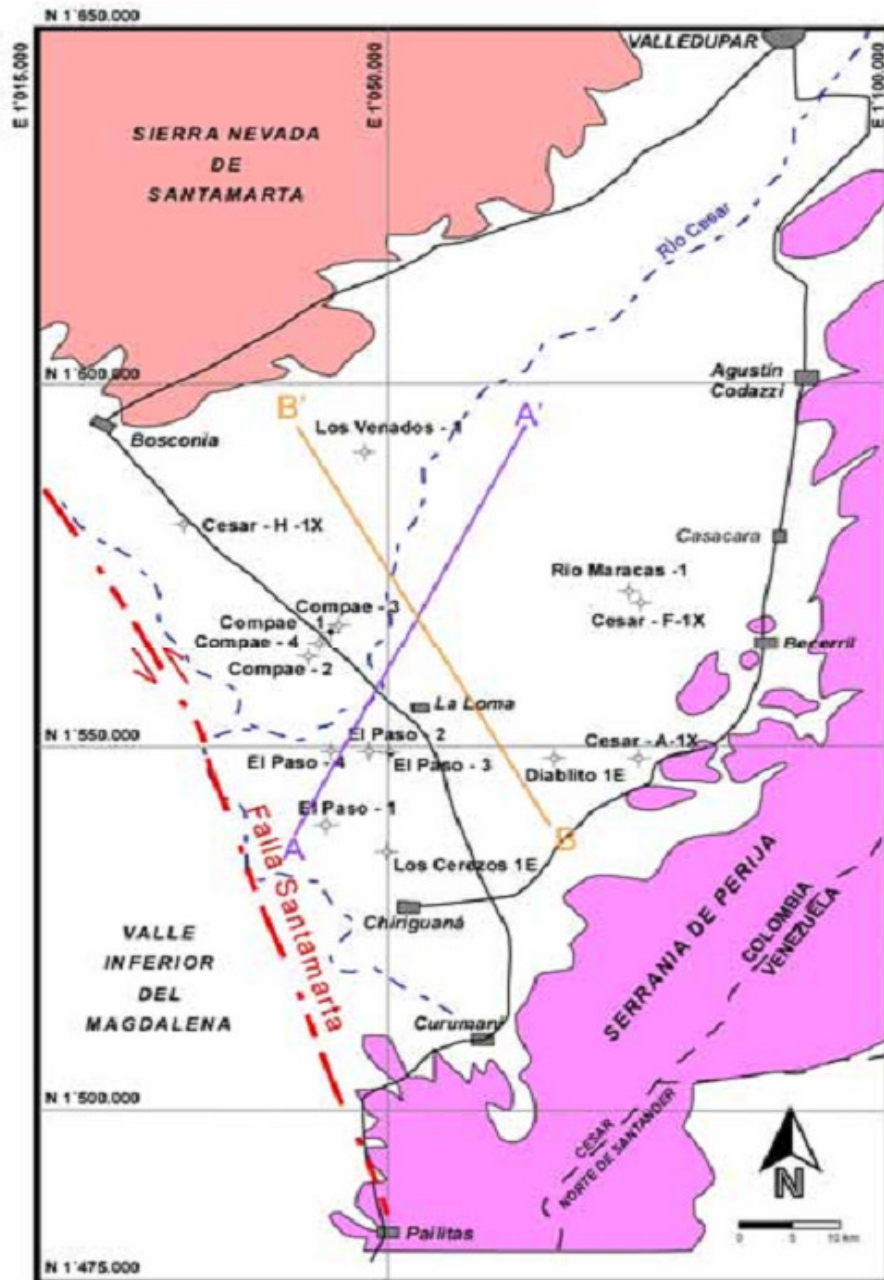 N 1´650.000
E 1´015.000
E 1´050.000
E 1´100.000
VALLEDUPAR
SIERRA NEVADA
DE
SANTAMARTA
Río Cesar
N 1´600.000
Agustín
Codazzi
B'
A'
Los Venados - 1
Bosconia
Cesar - H -1X
Casacara
Rio Maracas -1
Compae - 3
Compae - 1
Cesar - F-1X
Compae - 4
Becerril
Compae - 2
La Loma
N 1´550.000
El Paso - 2
Cesar - A-1X
El Paso - 4
El Paso - 3
Diablito 1E
El Paso - 1
A
B
Los Cerezos 1E
Falla Santamarta
Chiriguaná
SERRANIA DE PERIJA
COLOMBIA
VENEZUELA
VALLE
INFERIOR
DEL
MAGDALENA
Curumaní
N 1´500.000
CESAR
NORTE DE SANTANDER
N
Pailitas
0 5 10 km
N 1´475.000